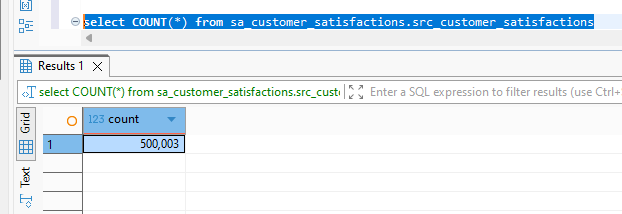 select COUNT(*) from sa_customer_satisfactions.src_customer_satisfactions
Results 1
select COUNT(*) from sa_customer_satisfactions.src_custo
Enter a SQL expression to filter results (use Ctrl+
Grid
123 count
1
500,003
Text